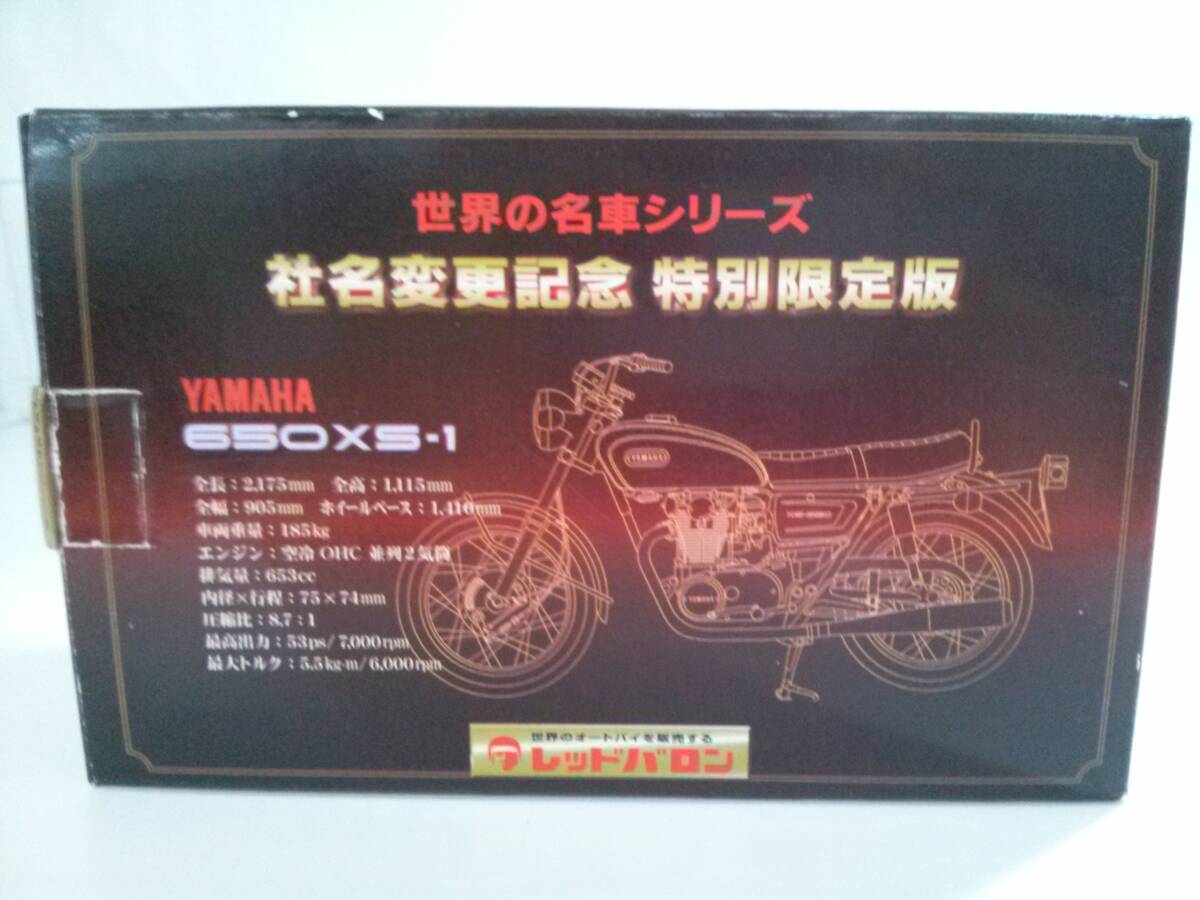 世界の名車シリーズ
社名変更記念 特別限定版
YAMAHA
650XS-1
全長：2,175mm 全高：1,115mm
全幅：905mm ホイールベース：1,410mm
車両重量：185kg
エンジン：空冷 OHC 並列2気筒
排気量：653cc
内径×行程：75×74mm
圧縮比：8.7：1
最高出力：53ps/7,000rpm
最大トルク：5,5kg-m/6,000rpm
YAMAHA
YAMAHA
世界のオートバイを販売する
レッドバロン